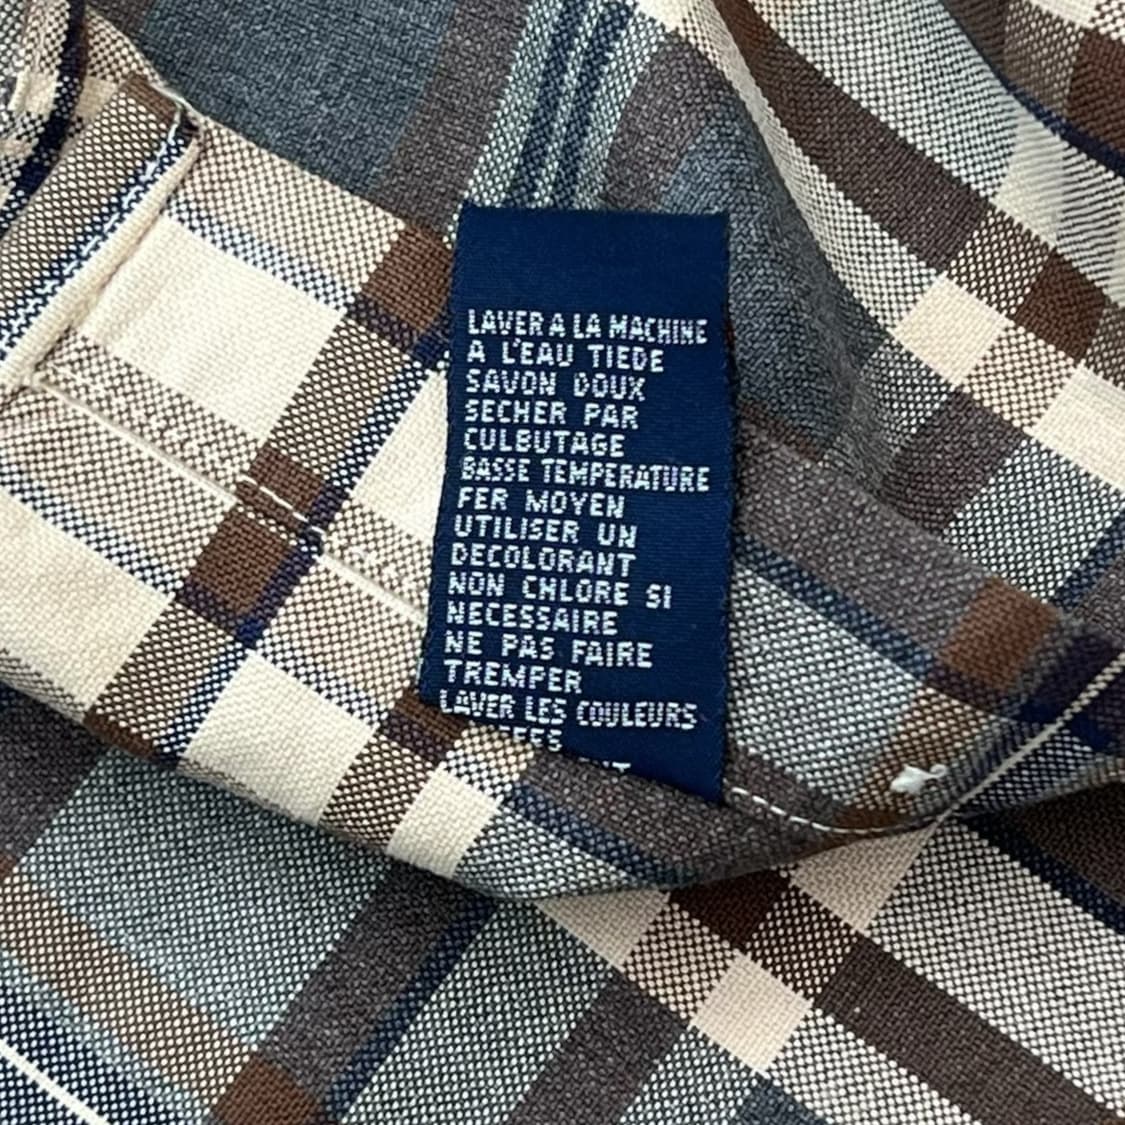 LAVER A LA MACHINE
A L'EAU TIEDE
SAVON DOUX
SECHER PAR
CULBUTAGE
BASSE TEMPERATURE
FER MOYEN
UTILISER UN
DECOLORANT
NON CHLORE SI
NECESSAIRE
NE PAS FAIRE
TREMPER
LAVER LES COULEURS